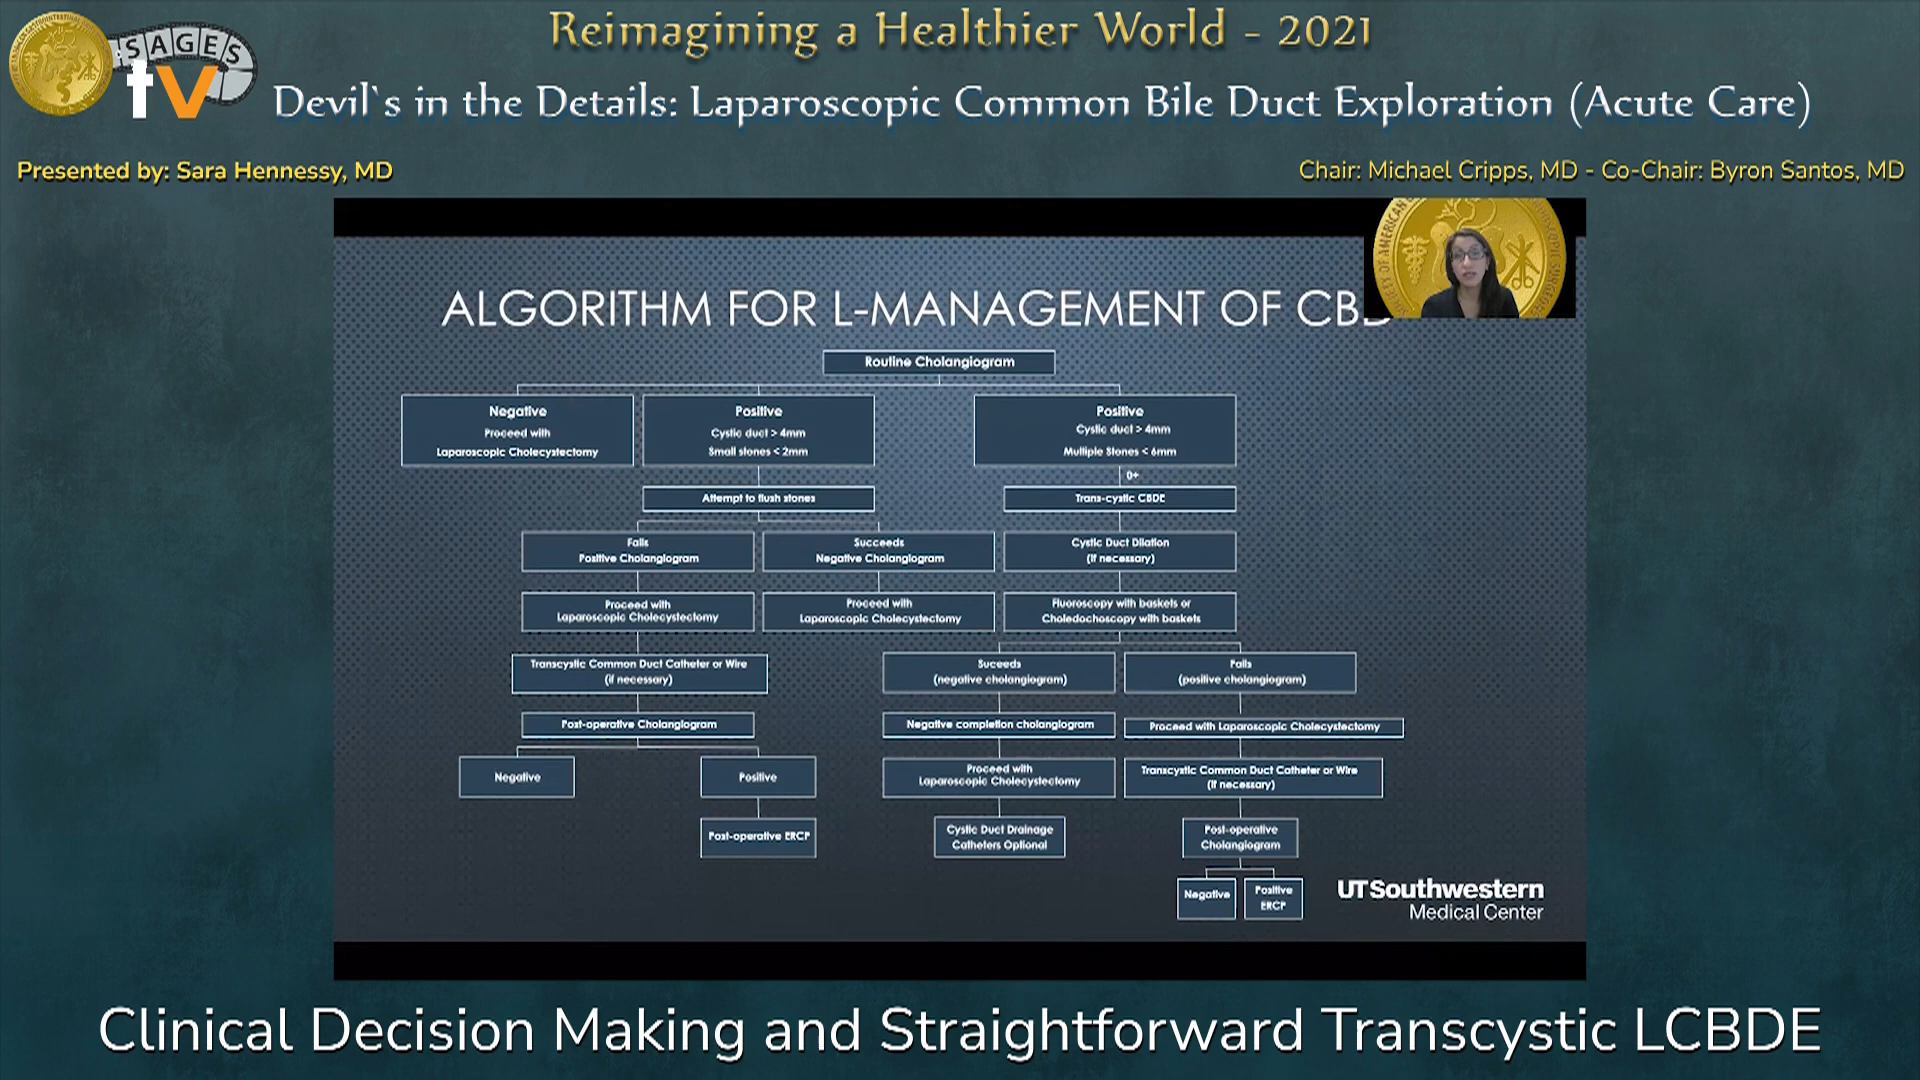 Reimagining a Healthier World - 2021
SAGES
tv
Devil`s in the Details: Laparoscopic Common Bile Duct Exploration (Acute Care)
Presented by: Sara Hennessy, MD
Chair: Michael Cripps, MD - Co-Chair: Byron Santos, MD
ALGORITHM FOR L-MANAGEMENT OF CBD
Routine Cholangiogram
Negative
Proceed with
Laparoscopic Cholecystectomy
Positive
Cystic duct > 4mm
Small stones < 2mm
Positive
Cystic duct > 4mm
Multiple Stones < 6mm
0+
Attempt to flush stones
Trans-cystic CBDE
Fails
Positive Cholangiogram
Succeeds
Negative Cholangiogram
Cystic Duct Dilation
(if necessary)
Proceed with
Laparoscopic Cholecystectomy
Proceed with
Laparoscopic Cholecystectomy
Fluoroscopy with baskets or
Choledochoscopy with baskets
Transcystic Common Duct Catheter or Wire
(if necessary)
Suceeds
(negative cholangiogram)
Fails
(positive cholangiogram)
Post-operative Cholangiogram
Negative completion cholangiogram
Proceed with Laparoscopic Cholecystectomy
Negative
Positive
Proceed with
Laparoscopic Cholecystectomy
Transcystic Common Duct Catheter or Wire
(if necessary)
Post-operative ERCP
Cystic Duct Drainage
Catheters Optional
Post-operative
Cholangiogram
Negative
Positive
ERCP
UTSouthwestern
Medical Center
Clinical Decision Making and Straightforward Transcystic LCBDE